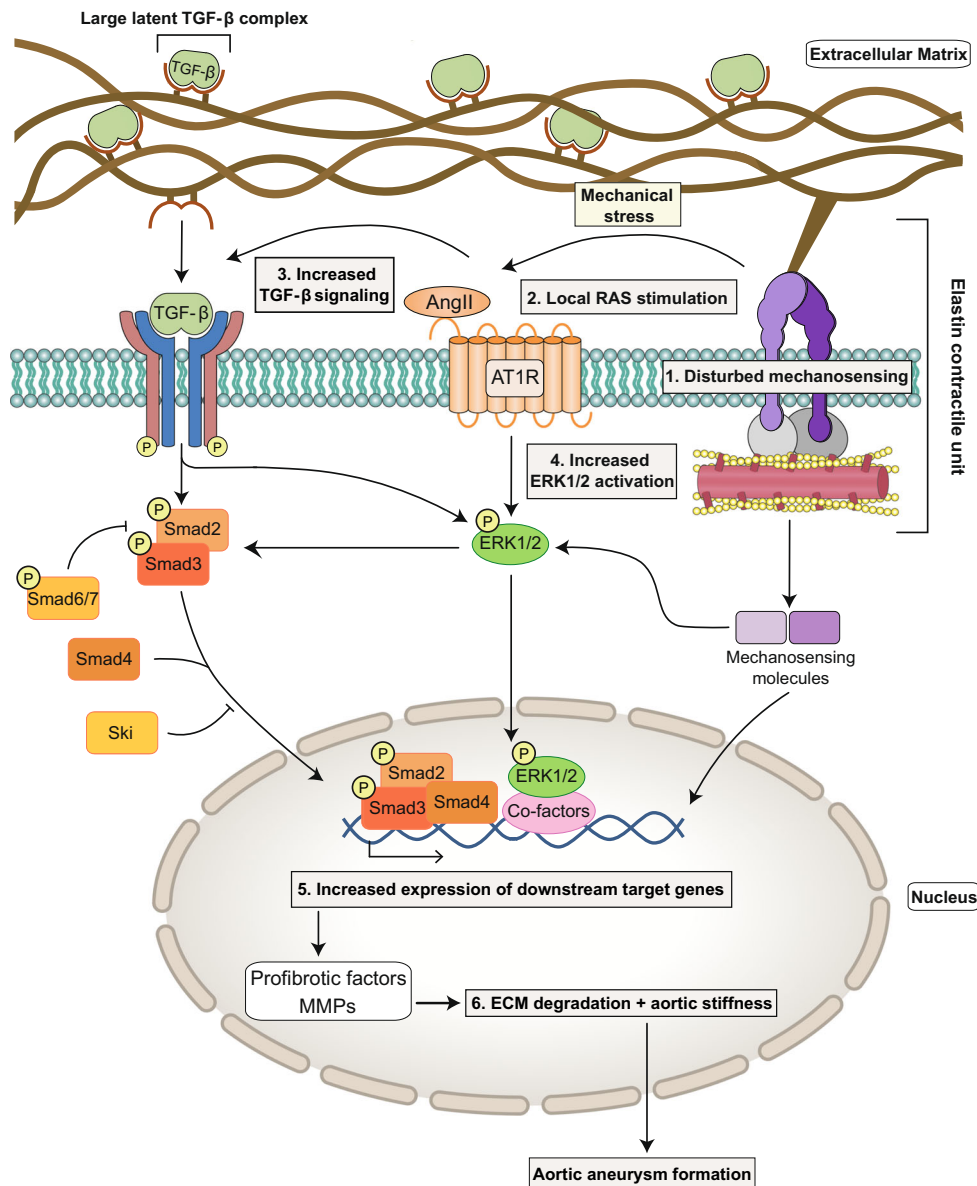 Large latent TGF-β complex
TGF-β
Extracellular Matrix
Mechanical
stress
3. Increased
TGF-β signaling
AngII
2. Local RAS stimulation
TGF-β
AT1R
1. Disturbed mechanosensing
Elastin contractile unit
P
P
4. Increased
ERK1/2 activation
P
Smad2
P
Smad3
P
ERK1/2
P
Smad6/7
Smad4
Mechanosensing
molecules
Ski
P
Smad2
P
Smad3
Smad4
P
ERK1/2
Co-factors
5. Increased expression of downstream target genes
Nucleus
Profibrotic factors
MMPs
6. ECM degradation + aortic stiffness
Aortic aneurysm formation